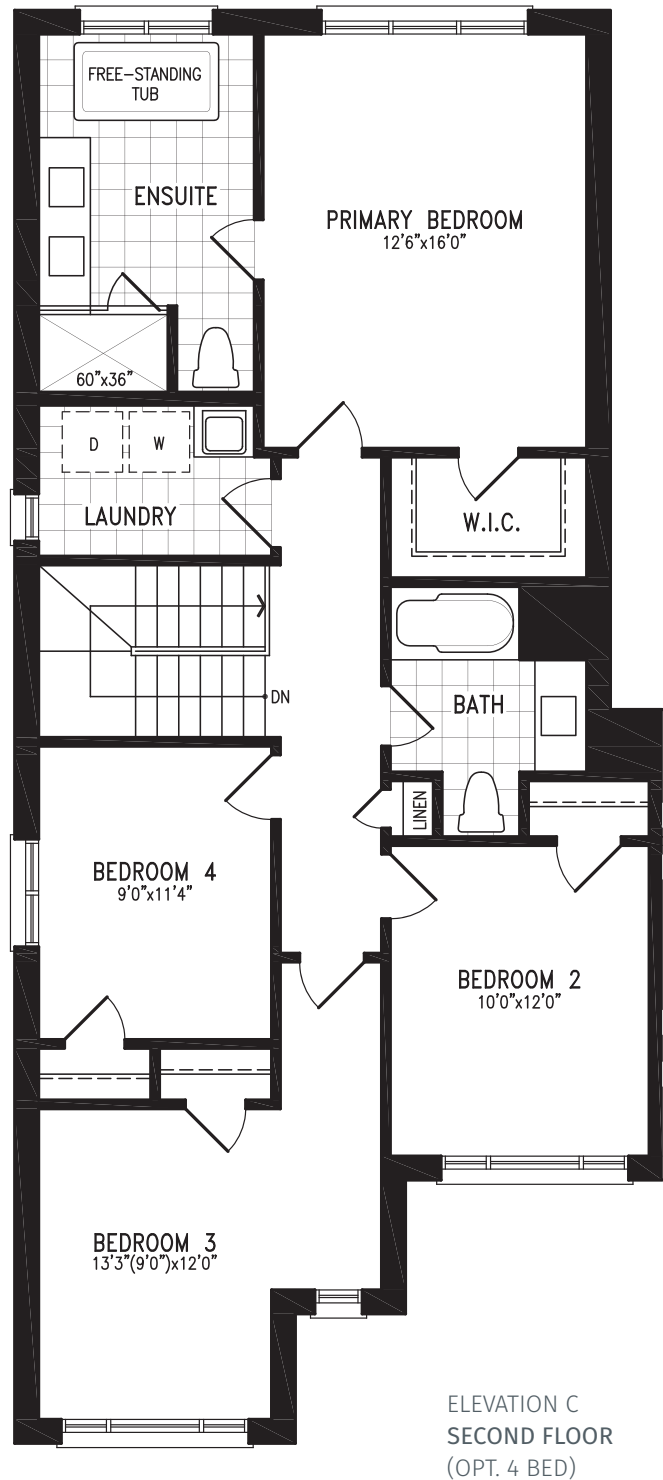 FREE-STANDING
TUB
ENSUITE
PRIMARY BEDROOM
12'6"x16'0"
60"x36"
D
W
LAUNDRY
W.I.C.
DN
BATH
LINEN
BEDROOM 4
9'0"x11'4"
BEDROOM 2
10'0"x12'0"
BEDROOM 3
13'3"(9'0")x12'0"
ELEVATION C
SECOND FLOOR
(OPT. 4 BED)